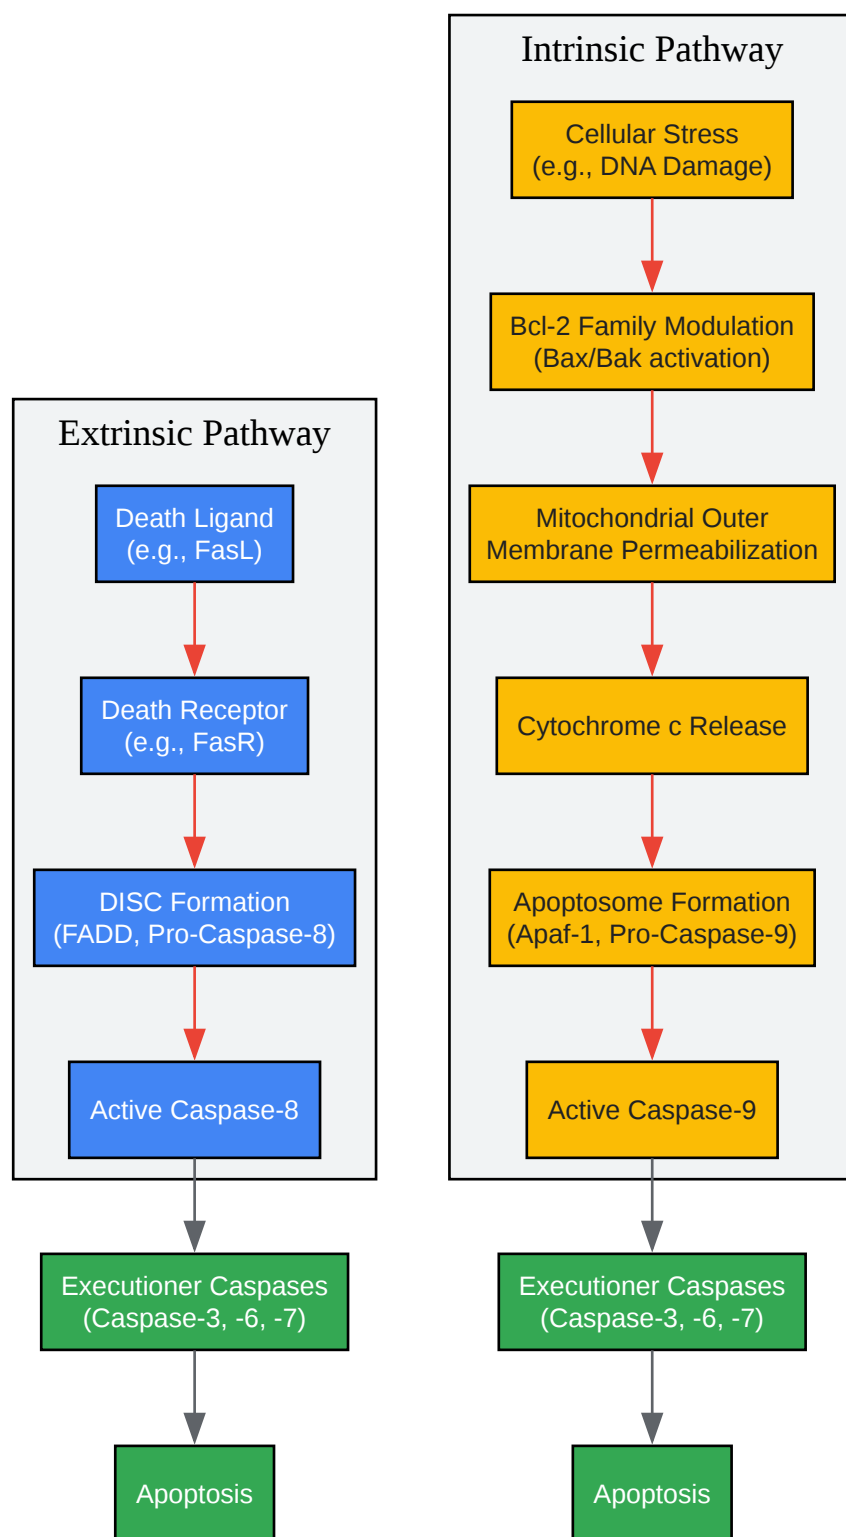 Extrinsic Pathway
Death Ligand
(e.g., FasL)
Death Receptor
(e.g., FasR)
DISC Formation
(FADD, Pro-Caspase-8)
Active Caspase-8
Executioner Caspases
(Caspase-3, -6, -7)
Apoptosis
Intrinsic Pathway
Cellular Stress
(e.g., DNA Damage)
Bcl-2 Family Modulation
(Bax/Bak activation)
Mitochondrial Outer
Membrane Permeabilization
Cytochrome c Release
Apoptosome Formation
(Apaf-1, Pro-Caspase-9)
Active Caspase-9
Executioner Caspases
(Caspase-3, -6, -7)
Apoptosis